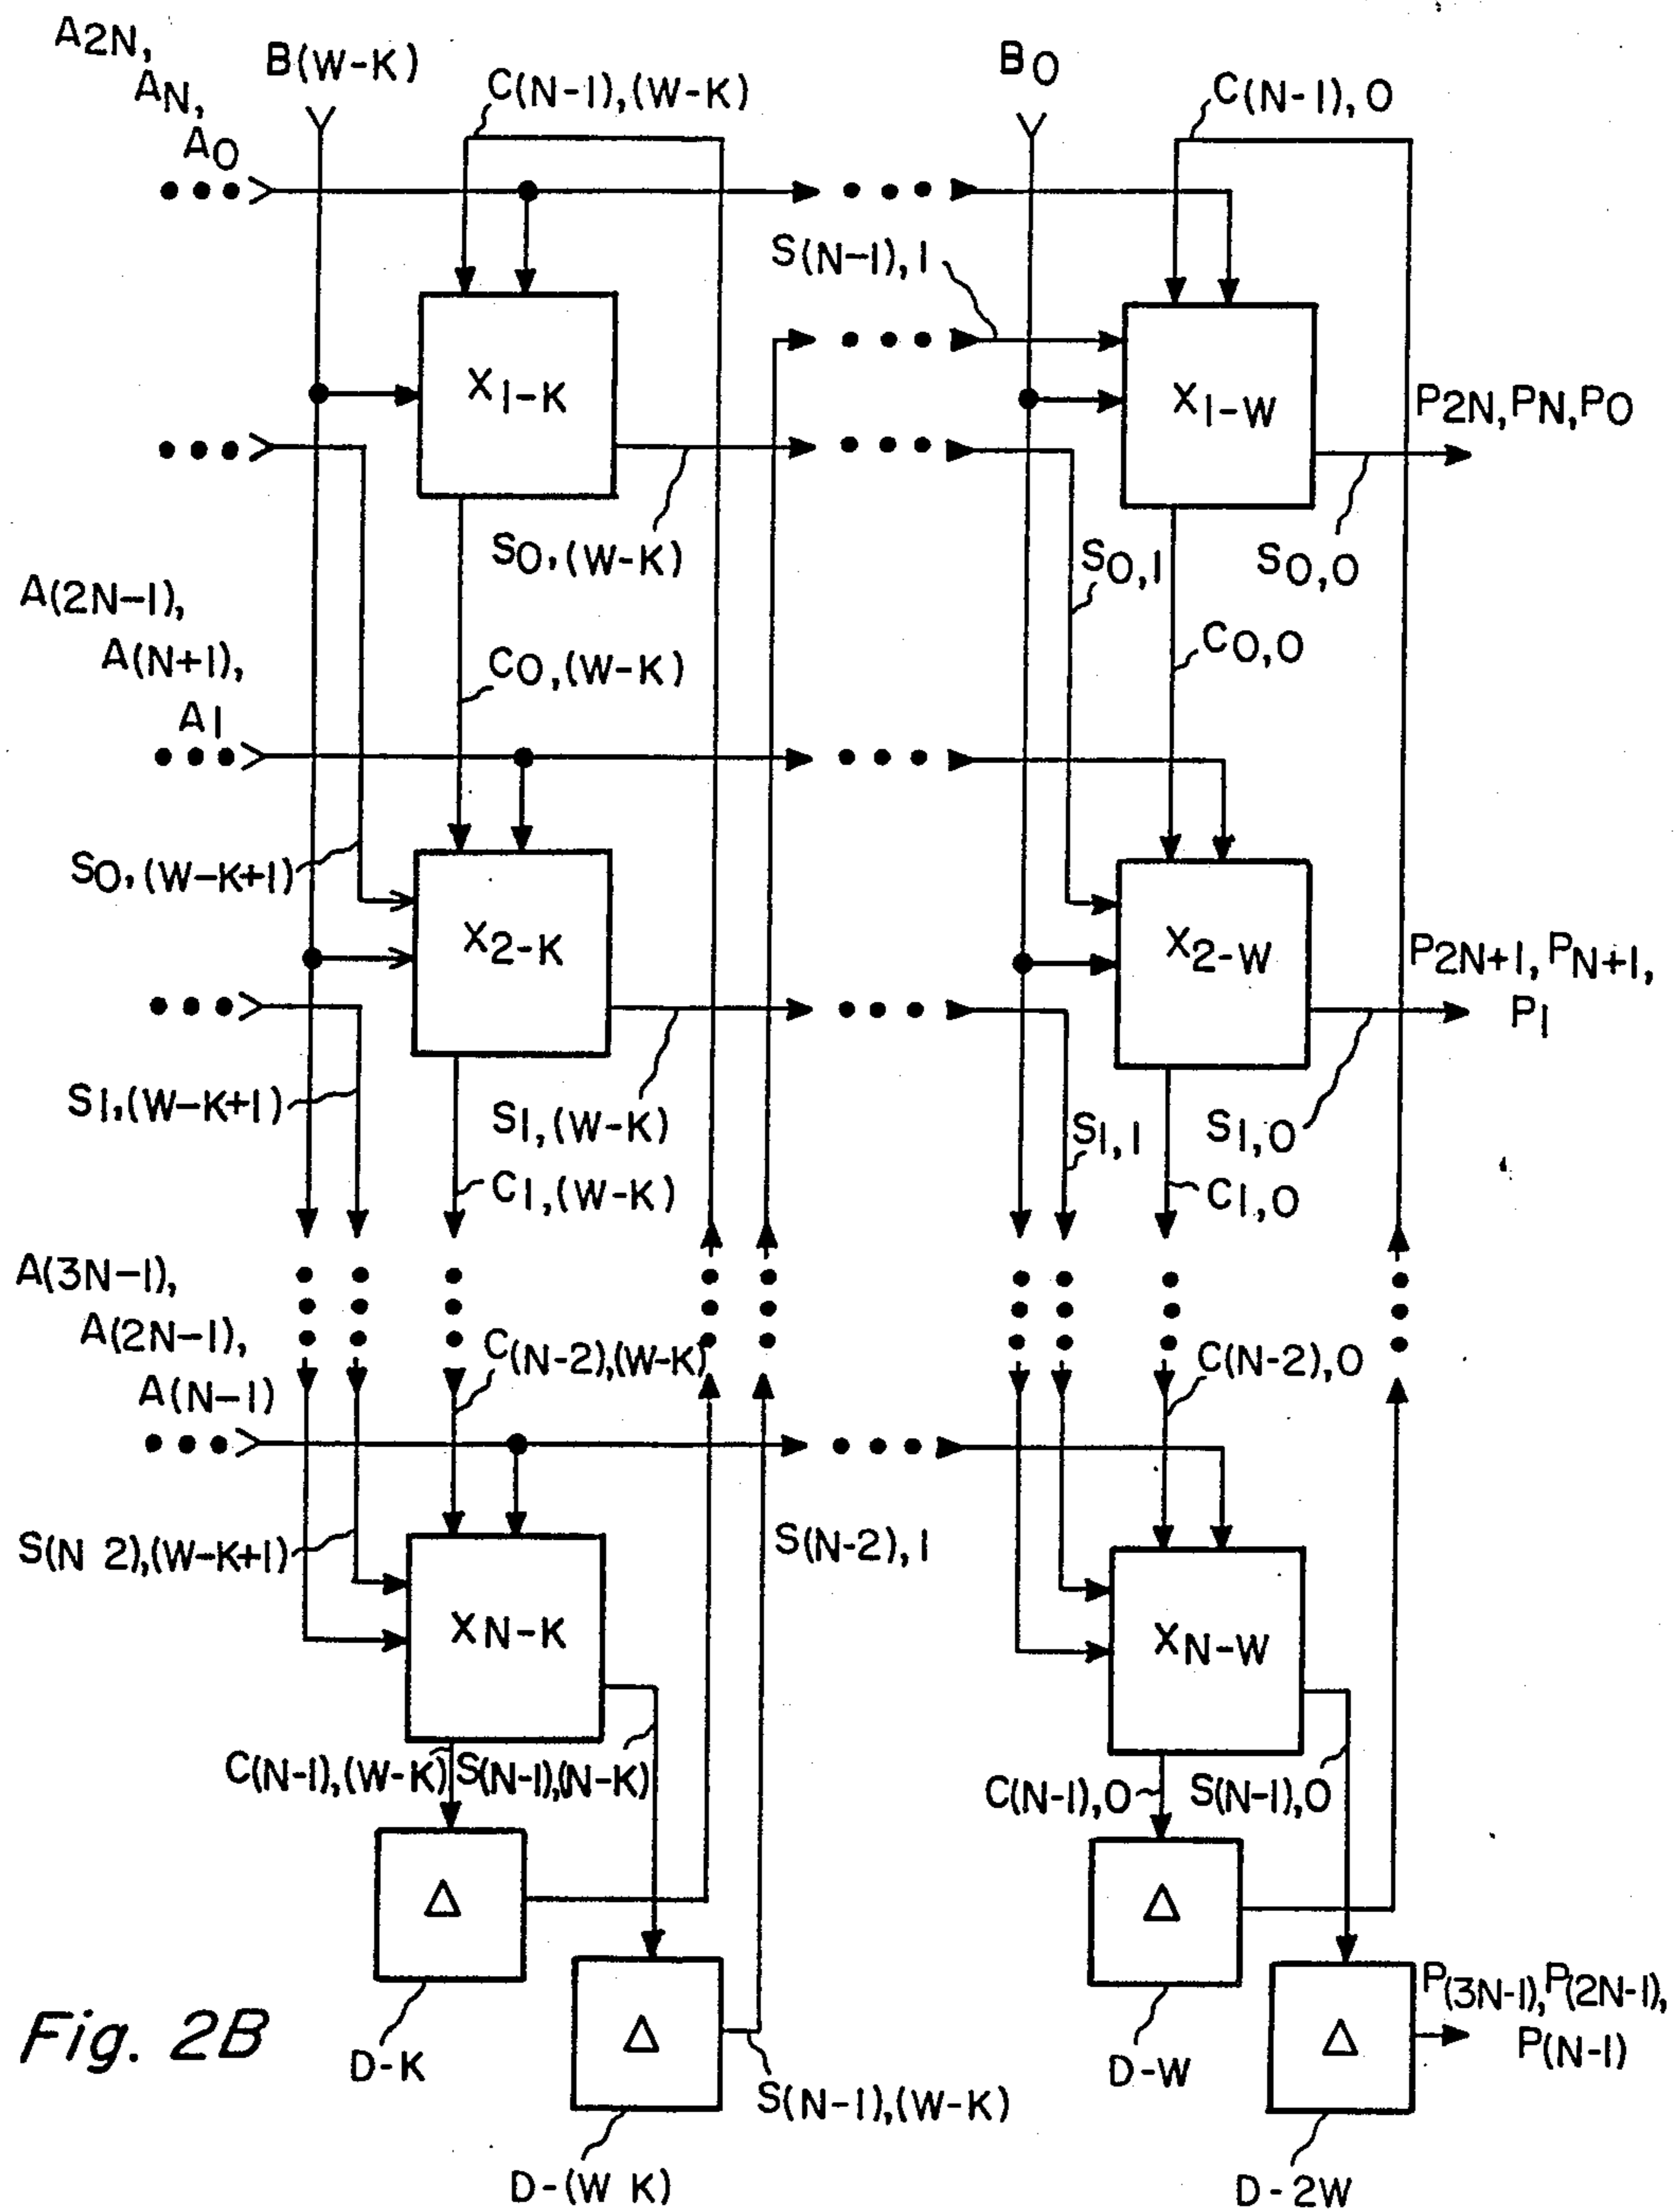 A2N,
AN,
A0
B(W-K)
C(N-1),(W-K)
B0
C(N-1),0
S(N-1),1
X1-K
X1-W
P2N, PN, P0
S0,(W-K)
S0,1
S0,0
A(2N-1),
A(N+1),
A1
C0,(W-K)
C0,0
S0,(W-K+1)
X2-K
X2-W
P2N+1, PN+1,
P1
S1,(W-K+1)
S1,(W-K)
S1,1
S1,0
C1,(W-K)
C1,0
A(3N-1),
A(2N-1),
A(N-1)
C(N-2),(W-K)
C(N-2),0
S(N 2),(W-K+1)
S(N-2),1
XN-K
XN-W
C(N-1),(W-K)
S(N-1),(N-K)
C(N-1),0
S(N-1),0
Δ
Δ
Δ
Δ
P(3N-1), P(2N-1),
P(N-1)
Fig. 2B
D-K
D-W
S(N-1),(W-K)
D-(W K)
D-2W